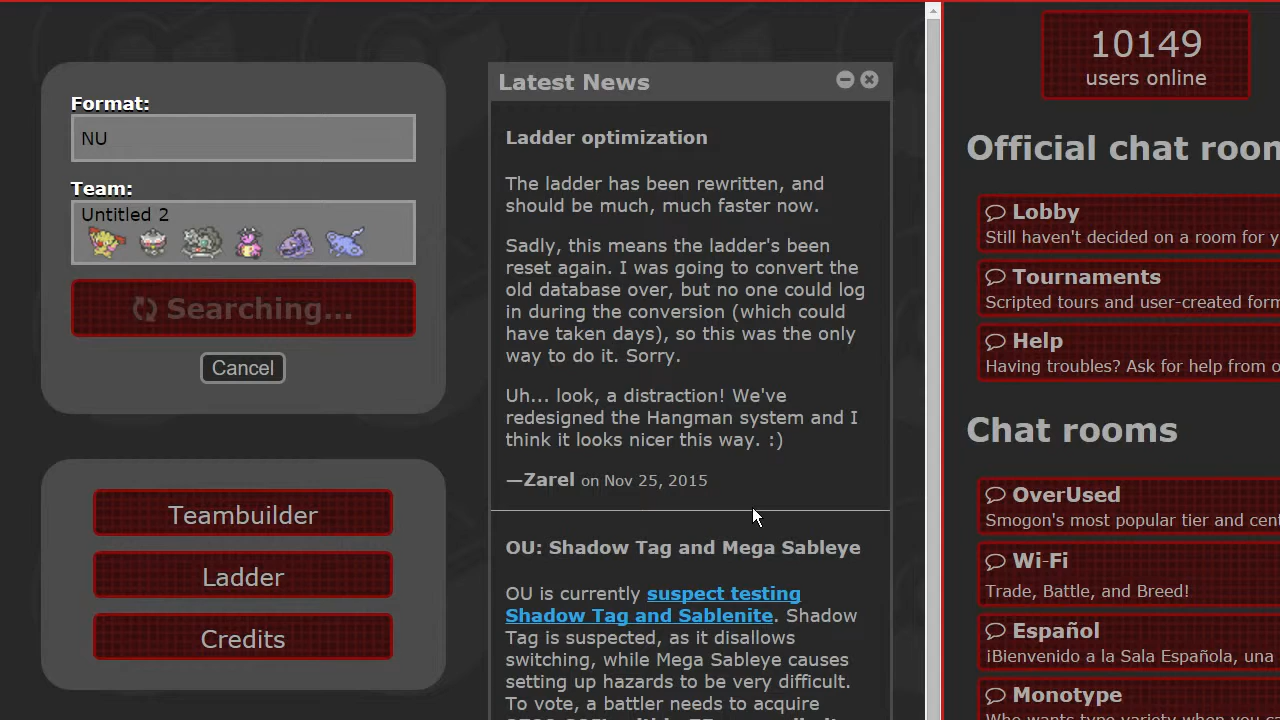 Format:
NU
Team:
Untitled 2
Searching...
Cancel
Teambuilder
Ladder
Credits
Latest News
Ladder optimization
The ladder has been rewritten, and
should be much, much faster now.
Sadly, this means the ladder's been
reset again. I was going to convert the
old database over, but no one could log
in during the conversion (which could
have taken days), so this was the only
way to do it. Sorry.
Uh... look, a distraction! We've
redesigned the Hangman system and I
think it looks nicer this way. :)
—Zarel on Nov 25, 2015
OU: Shadow Tag and Mega Sableye
OU is currently suspect testing
Shadow Tag and Sablenite. Shadow
Tag is suspected, as it disallows
switching, while Mega Sableye causes
setting up hazards to be very difficult.
To vote, a battler needs to acquire
10149
users online
Official chat room
Lobby
Still haven't decided on a room for y
Tournaments
Scripted tours and user-created form
Help
Having troubles? Ask for help from o
Chat rooms
OverUsed
Smogon's most popular tier and cent
Wi-Fi
Trade, Battle, and Breed!
Español
¡Bienvenido a la Sala Española, una
Monotype